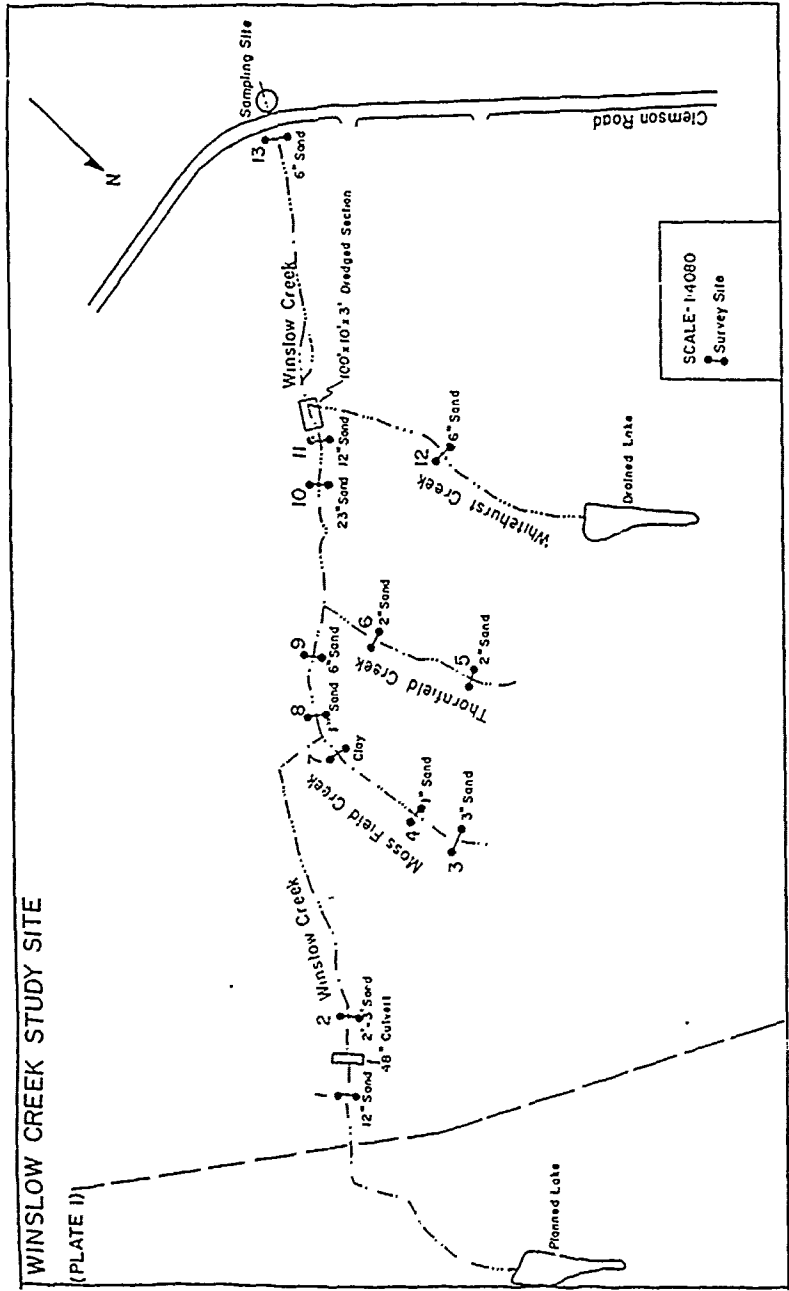 WINSLOW CREEK STUDY SITE
(PLATE 1)
N
Sampling Site
Clemson Road
13
6" Sand
Winslow Creek
100'x10'x3' Dredged Section
11
12" Sand
10
23" Sand
12
6" Sand
Whitehurst Creek
Drained Lake
9
6" Sand
8
1" Sand
6
2" Sand
5
2" Sand
Thornfield Creek
7
Clay
4
1" Sand
3
3" Sand
Moss Field Creek
Winslow Creek
2
2"-3" Sand
48" Culvert
1
12" Sand
Planned Lake
SCALE-1:4080
Survey Site